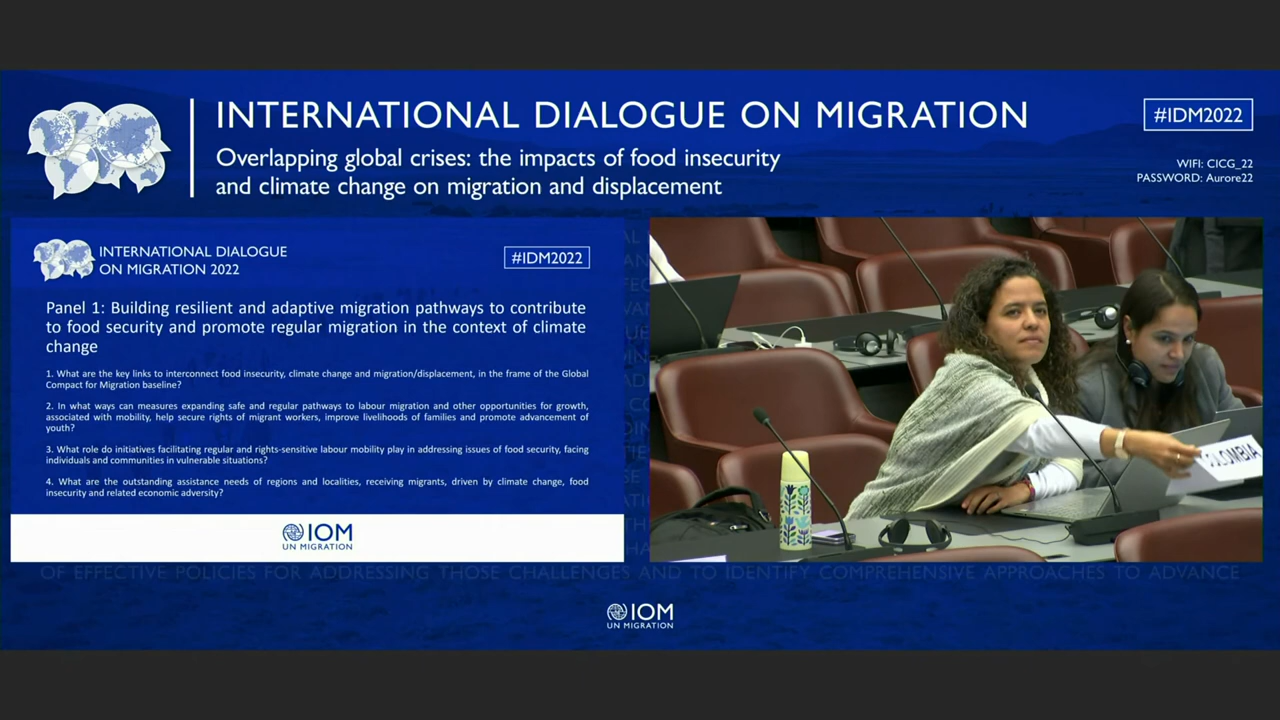 INTERNATIONAL DIALOGUE ON MIGRATION
Overlapping global crises: the impacts of food insecurity
and climate change on migration and displacement
#IDM2022
WIFI: CICG_22
PASSWORD: Aurore22
INTERNATIONAL DIALOGUE
ON MIGRATION 2022
#IDM2022
Panel 1: Building resilient and adaptive migration pathways to contribute
to food security and promote regular migration in the context of climate
change
1. What are the key links to interconnect food insecurity, climate change and migration/displacement, in the frame of the Global
Compact for Migration baseline?
2. In what ways can measures expanding safe and regular pathways to labour migration and other opportunities for growth,
associated with mobility, help secure rights of migrant workers, improve livelihoods of families and promote advancement of
youth?
3. What role do initiatives facilitating regular and rights-sensitive labour mobility play in addressing issues of food security, facing
individuals and communities in vulnerable situations?
4. What are the outstanding assistance needs of regions and localities, receiving migrants, driven by climate change, food
insecurity and related economic adversity?
IOM
UN MIGRATION
COLOMBIA
OF EFFECTIVE POLICIES FOR ADDRESSING THOSE CHALLENGES AND TO IDENTIFY COMPREHENSIVE APPROACHES TO ADVANCE
IOM
UN MIGRATION